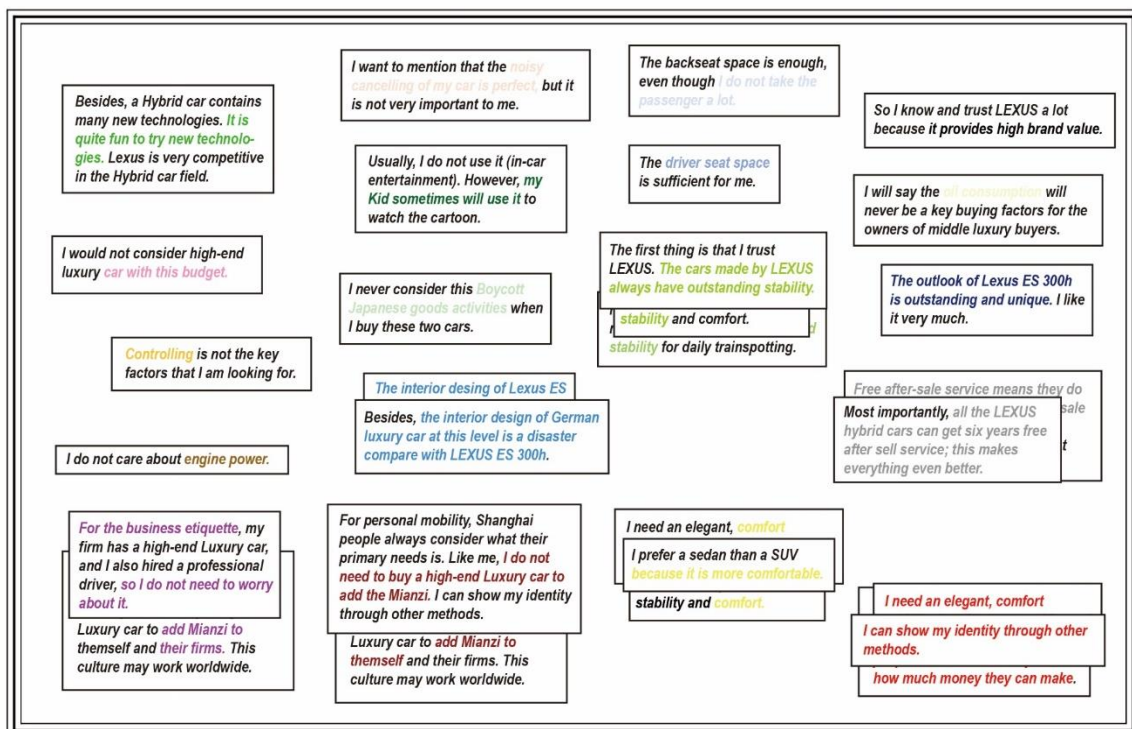 Besides, a Hybrid car contains
many new technologies. It is
quite fun to try new technolo-
gies. Lexus is very competitive
in the Hybrid car field.
I would not consider high-end
luxury car with this budget.
Controlling is not the key
factors that I am looking for.
I do not care about engine power.
For the business etiquette, my
firm has a high-end Luxury car,
and I also hired a professional
driver, so I do not need to worry
about it.
Luxury car to add Mianzi to
themself and their firms. This
culture may work worldwide.
I want to mention that the noisy
cancelling of my car is perfect, but it
is not very important to me.
Usually, I do not use it (in-car
entertainment). However, my
Kid sometimes will use it to
watch the cartoon.
I never consider this Boycott
Japanese goods activities when
I buy these two cars.
The interior desing of Lexus ES
Besides, the interior design of German
luxury car at this level is a disaster
compare with LEXUS ES 300h.
For personal mobility, Shanghai
people always consider what their
primary needs is. Like me, I do not
need to buy a high-end Luxury car to
add the Mianzi. I can show my identity
through other methods.
Luxury car to add Mianzi to
themself and their firms. This
culture may work worldwide.
The backseat space is enough,
even though I do not take the
passenger a lot.
The driver seat space
is sufficient for me.
The first thing is that I trust
LEXUS. The cars made by LEXUS
always have outstanding stability.
stability and comfort.
stability for daily trainspotting.
I need an elegant, comfort
I prefer a sedan than a SUV
because it is more comfortable.
stability and comfort.
So I know and trust LEXUS a lot
because it provides high brand value.
I will say the oil consumption will
never be a key buying factors for the
owners of middle luxury buyers.
The outlook of Lexus ES 300h
is outstanding and unique. I like
it very much.
Free after-sale service means they do
sale
Most importantly, all the LEXUS
hybrid cars can get six years free
after sell service; this makes
everything even better.
I need an elegant, comfort
I can show my identity through other
methods.
how much money they can make.